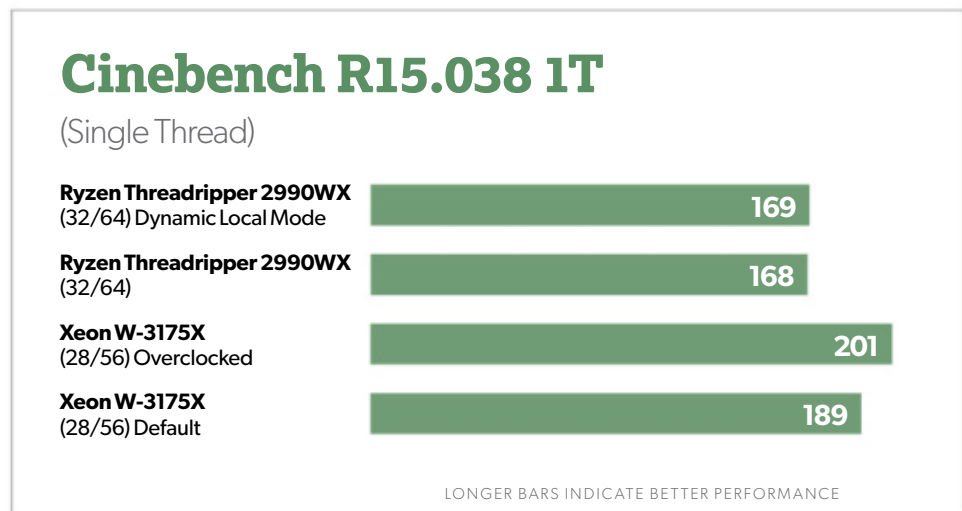 Cinebench R15.038 1T
(Single Thread)
Ryzen Threadripper 2990WX
(32/64) Dynamic Local Mode
169
Ryzen Threadripper 2990WX
(32/64)
168
Xeon W-3175X
(28/56) Overclocked
201
Xeon W-3175X
(28/56) Default
189
LONGER BARS INDICATE BETTER PERFORMANCE